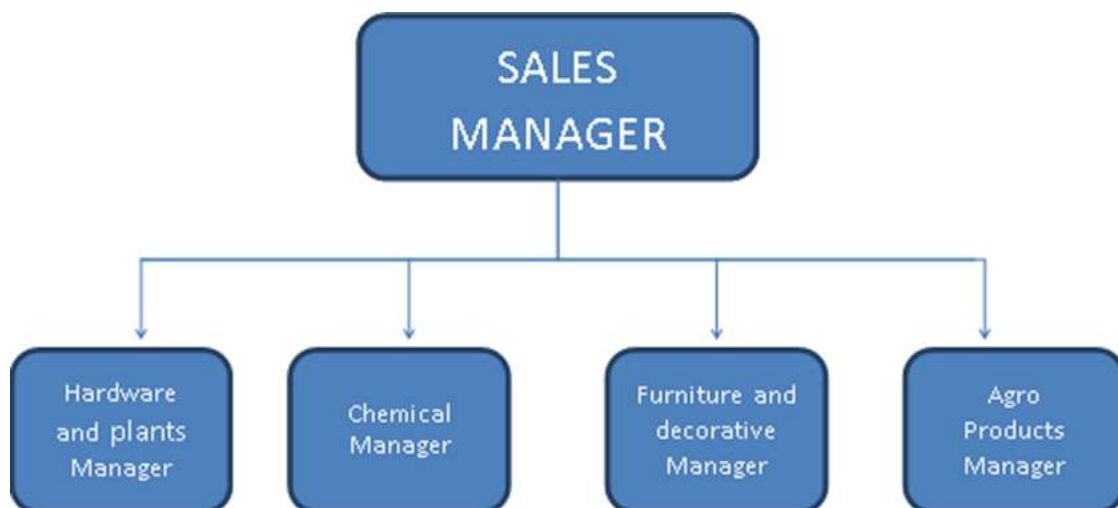 SALES
MANAGER
Hardware
and plants
Manager
Chemical
Manager
Furniture and
decorative
Manager
Agro
Products
Manager